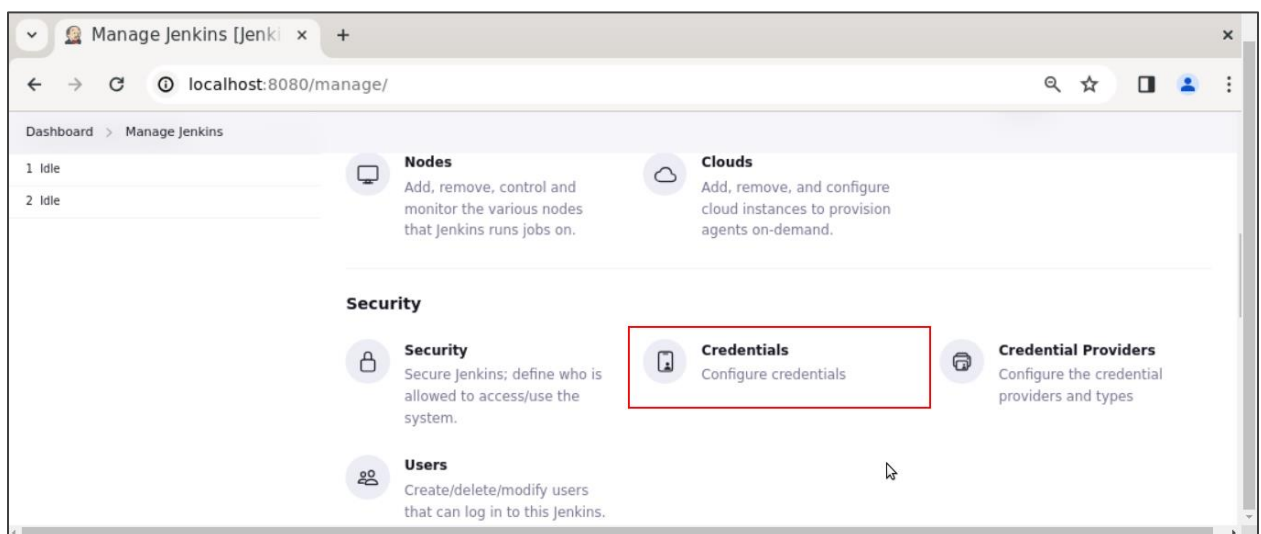 Manage Jenkins [Jenki
localhost:8080/manage/
Dashboard > Manage Jenkins
1 Idle
2 Idle
Nodes
Add, remove, control and
monitor the various nodes
that Jenkins runs jobs on.
Clouds
Add, remove, and configure
cloud instances to provision
agents on-demand.
Security
Security
Secure Jenkins; define who is
allowed to access/use the
system.
Credentials
Configure credentials
Credential Providers
Configure the credential
providers and types
Users
Create/delete/modify users
that can log in to this Jenkins.